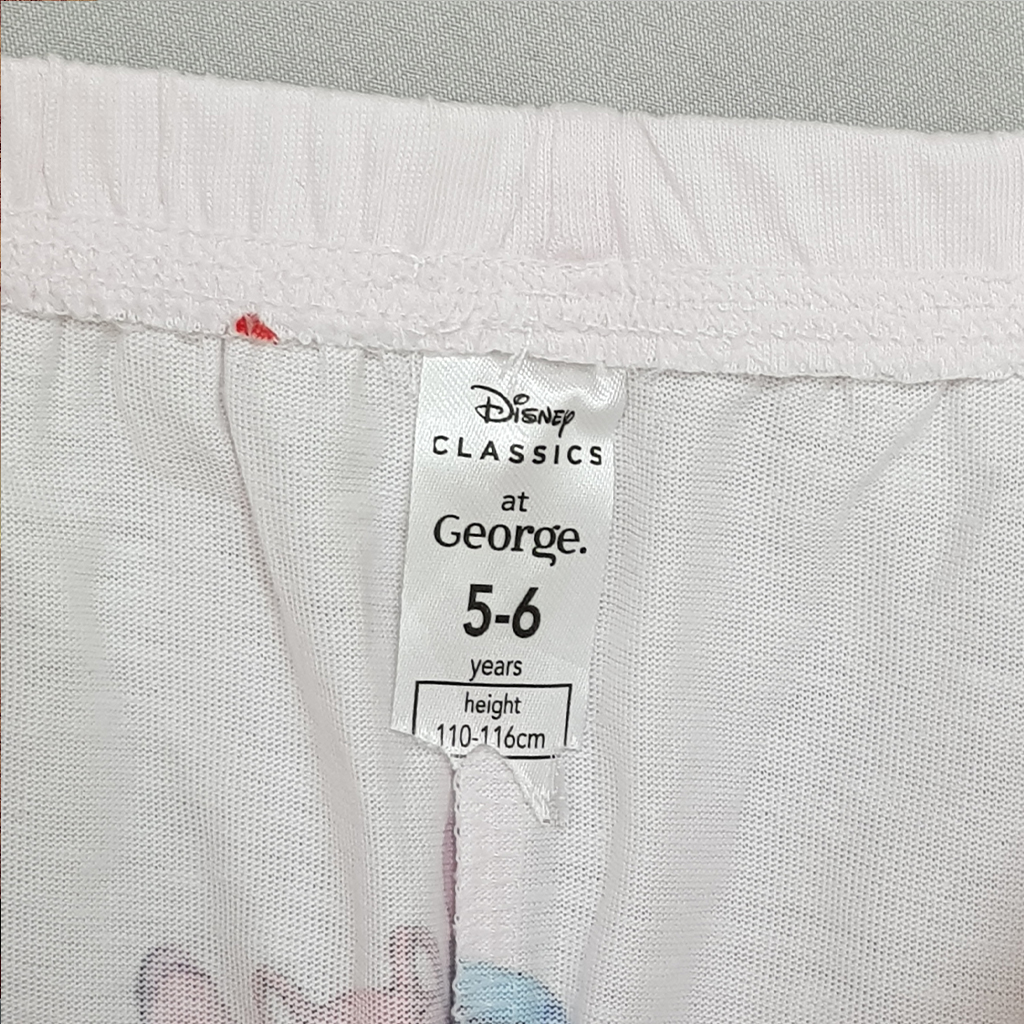 Disney
CLASSICS
at
George.
5-6
years
height
110-116cm